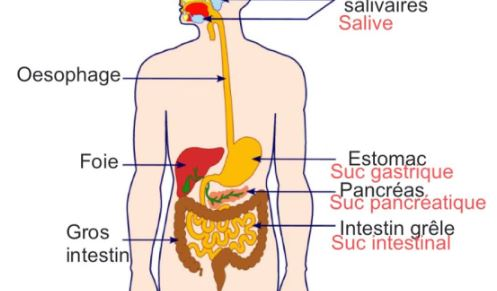 salivaires
Salive
Oesophage
Foie
Estomac
Suc gastrique
Pancréas
Suc pancréatique
Gros
intestin
Intestin grêle
Suc intestinal